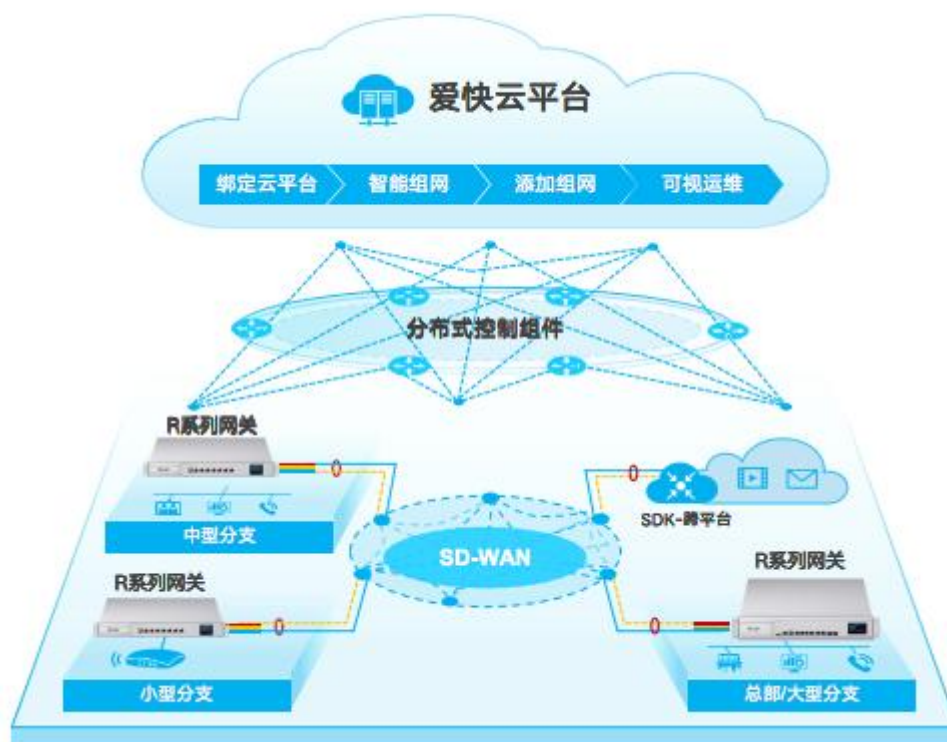 爱快云平台
绑定云平台
智能组网
添加组网
可视运维
分布式控制组件
R系列网关
中型分支
SDK-跨平台
SD-WAN
R系列网关
小型分支
R系列网关
总部/大型分支